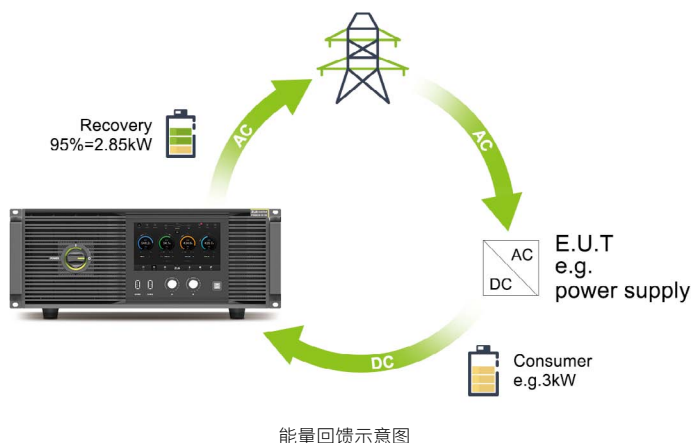 Recovery
95%=2.85kW
AC
AC
AC
DC
E.U.T
e.g.
power supply
DC
Consumer
e.g.3kW
能量回馈示意图